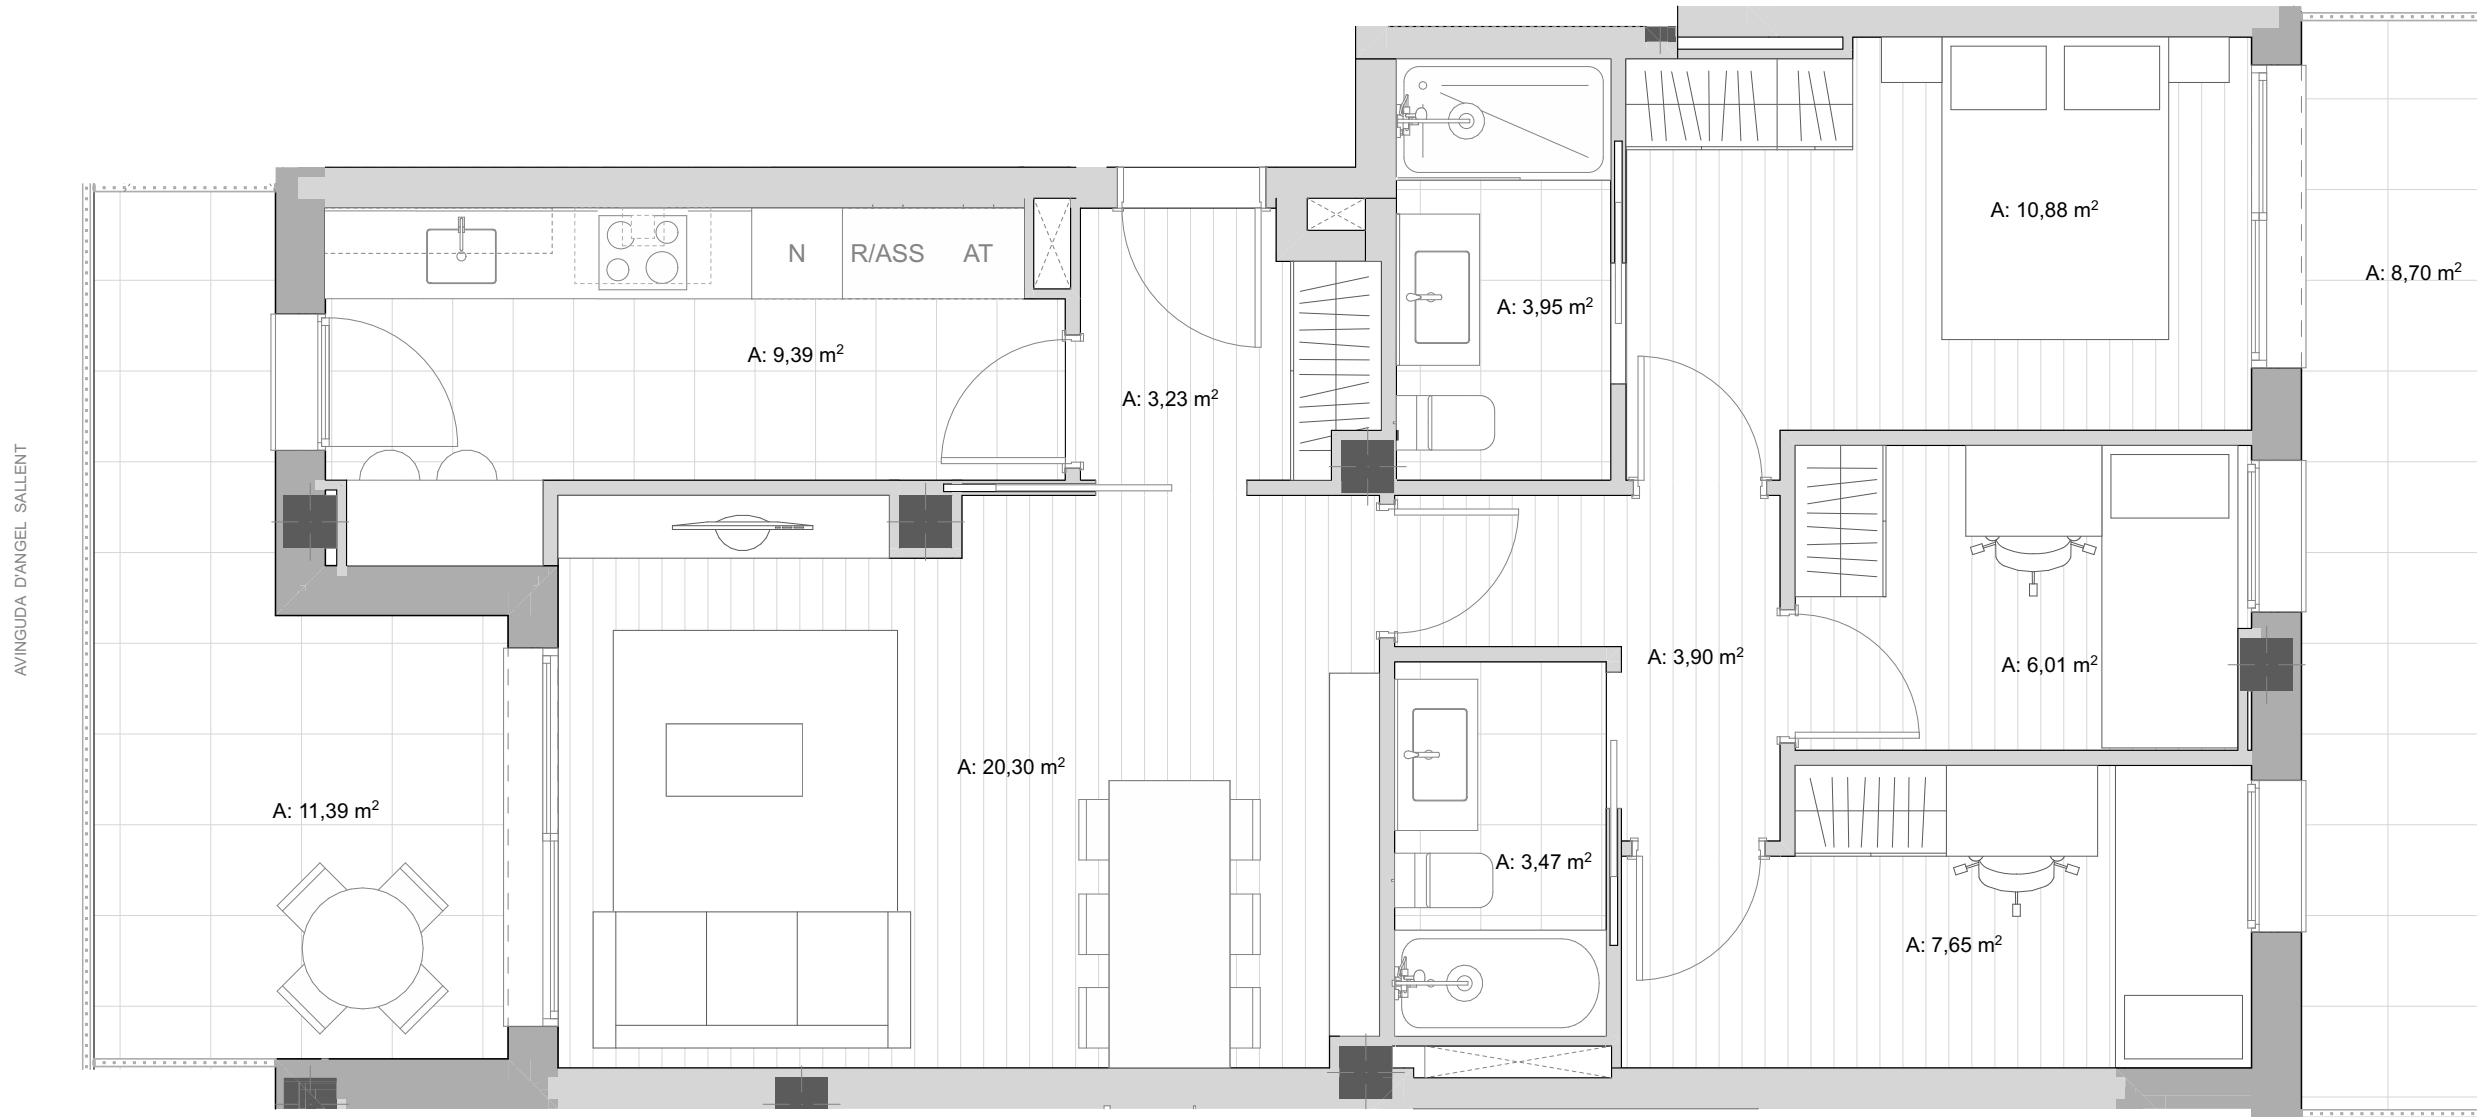 AVINGUDA D'ANGEL SALLENT
N
R/ASS
AT
A: 10,88 m²
A: 8,70 m²
A: 3,95 m²
A: 9,39 m²
A: 3,23 m²
A: 3,90 m²
A: 6,01 m²
A: 20,30 m²
A: 11,39 m²
A: 3,47 m²
A: 7,65 m²